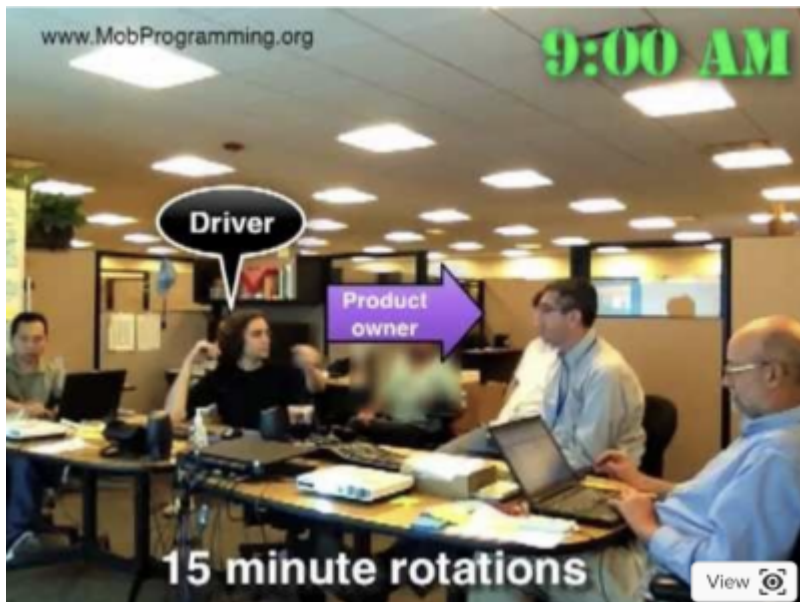 www.MobProgramming.org
9:00 AM
Driver
Product
owner
15 minute rotations
View